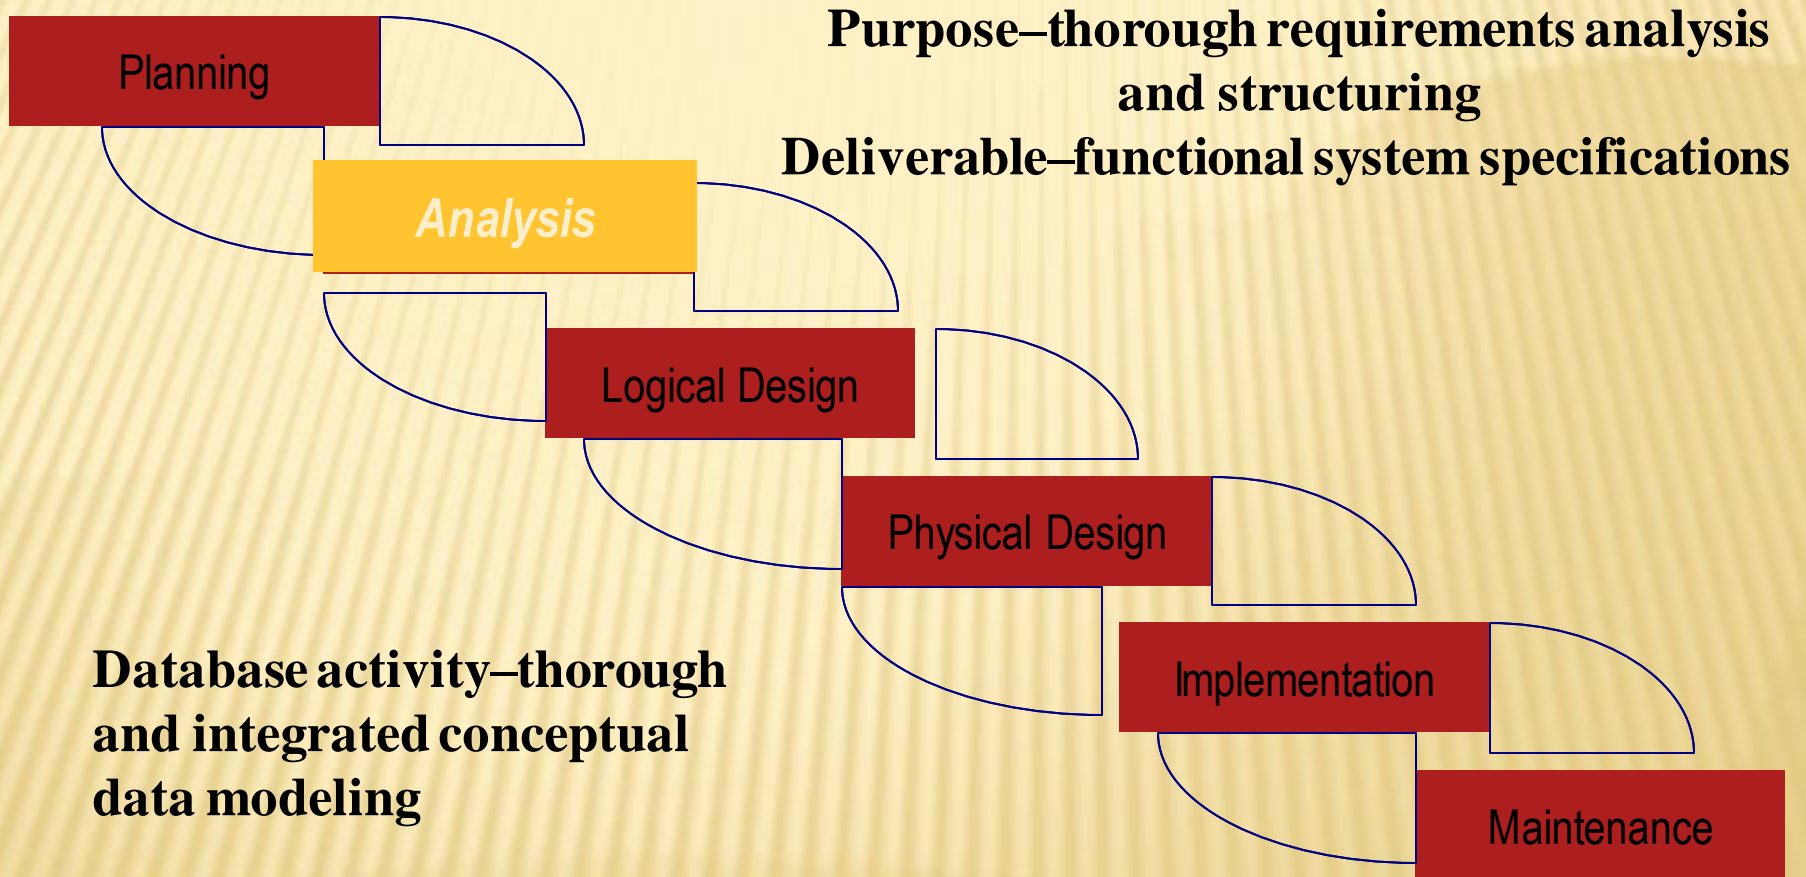 Planning
Purpose–thorough requirements analysis
and structuring
Deliverable–functional system specifications
Analysis
Logical Design
Physical Design
Implementation
Database activity–thorough
and integrated conceptual
data modeling
Maintenance